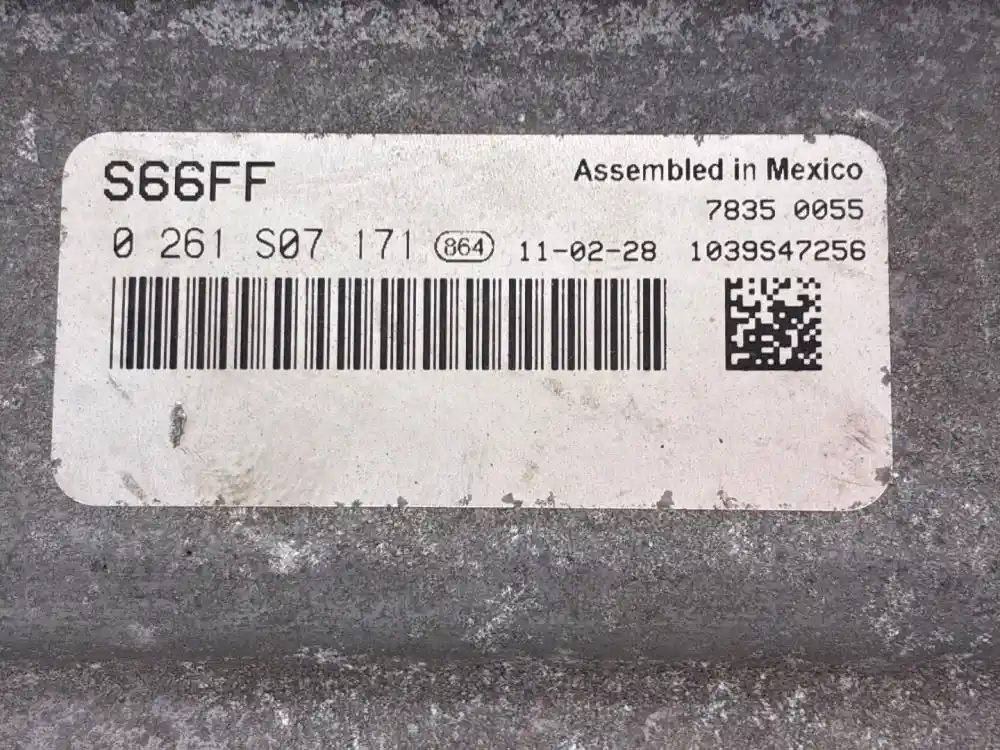 S66FF
Assembled in Mexico
7835 0055
0 261 S07 171 864 11-02-28 1039S47256